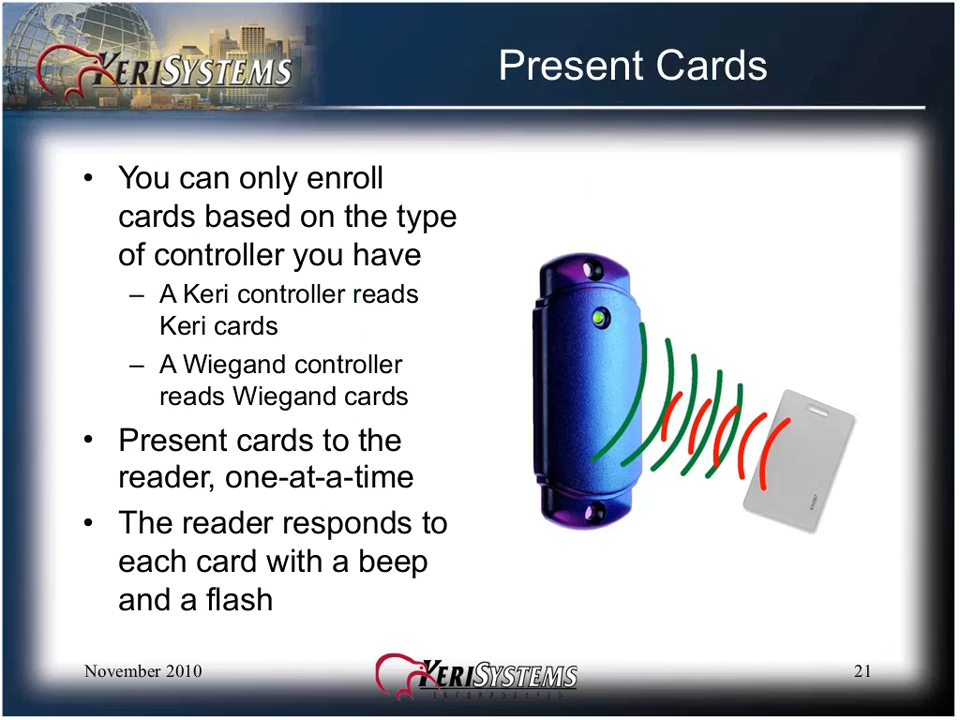 KERISYSTEMS
Present Cards
• You can only enroll
cards based on the type
of controller you have
– A Keri controller reads
Keri cards
– A Wiegand controller
reads Wiegand cards
• Present cards to the
reader, one-at-a-time
• The reader responds to
each card with a beep
and a flash
November 2010
KERISYSTEMS
INCORPORATED
21